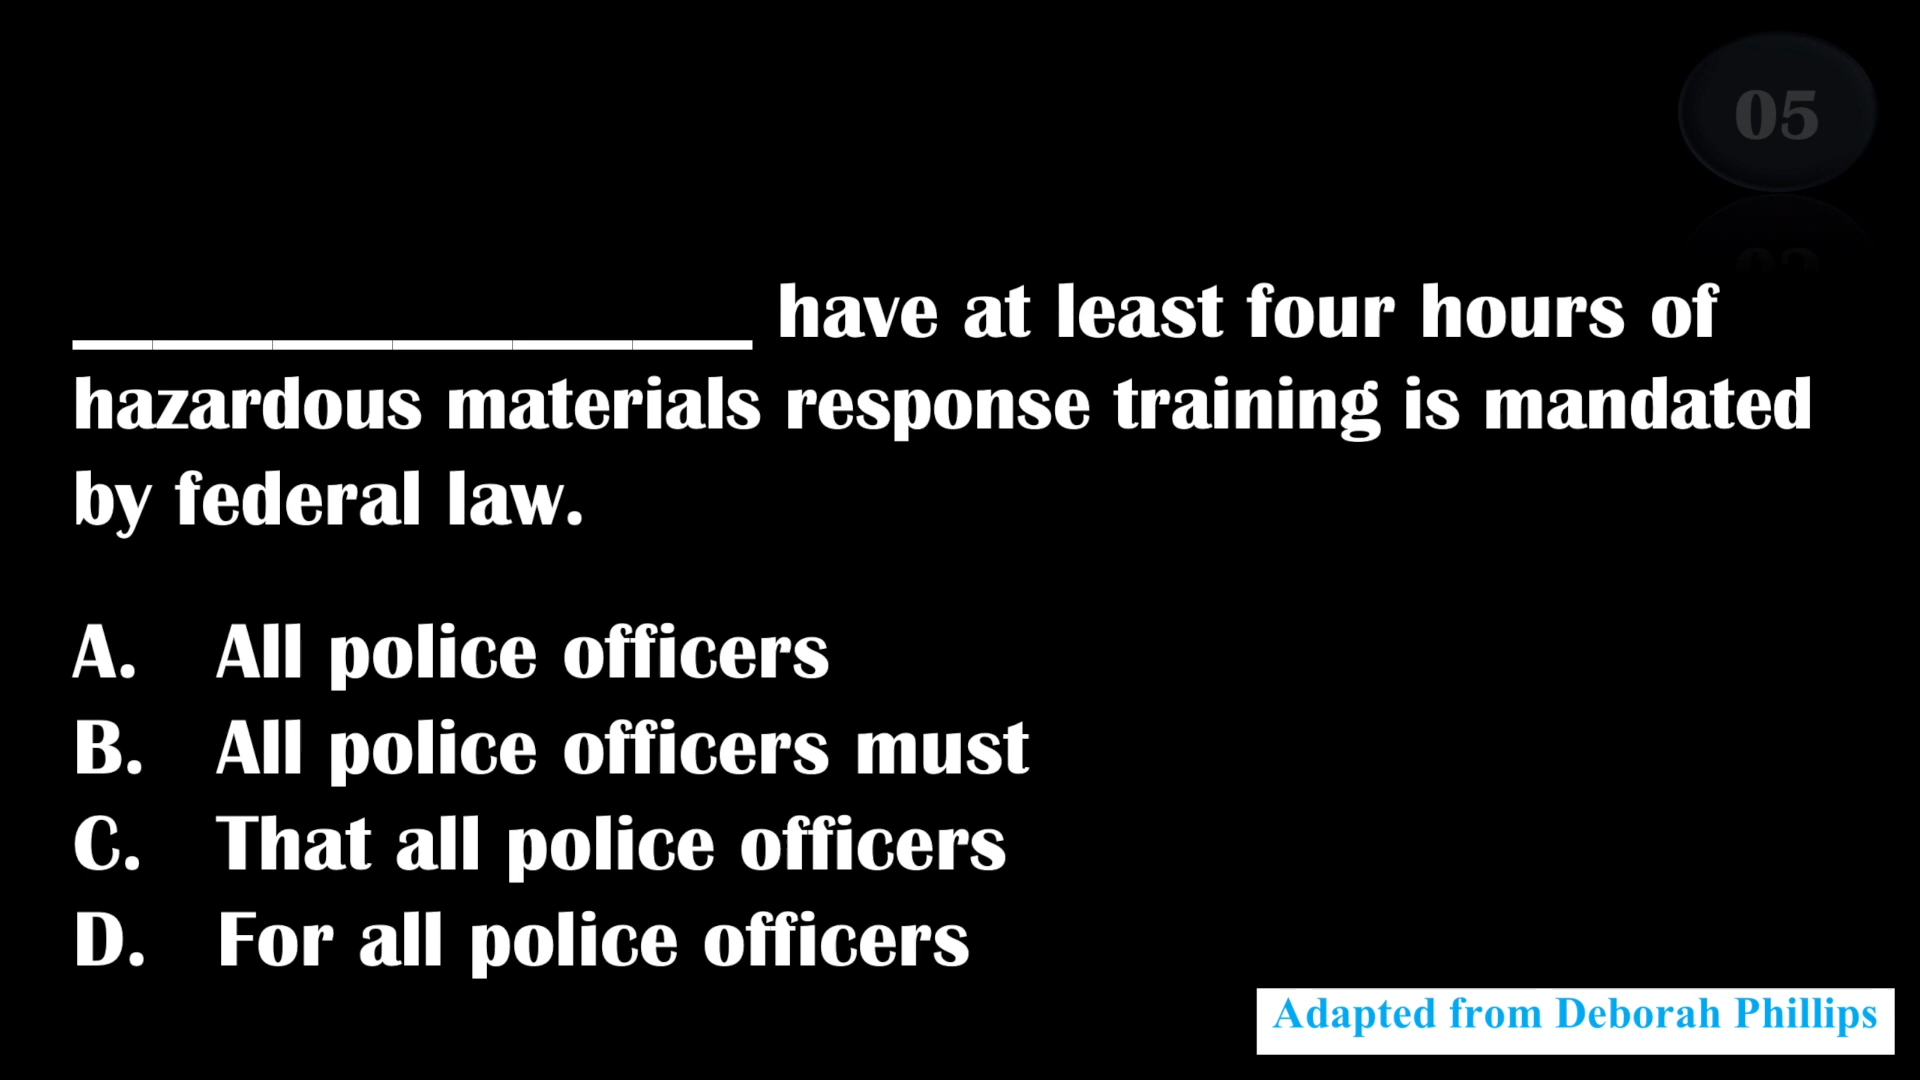 05
____________ have at least four hours of
hazardous materials response training is mandated
by federal law.
A. All police officers
B. All police officers must
C. That all police officers
D. For all police officers
Adapted from Deborah Phillips